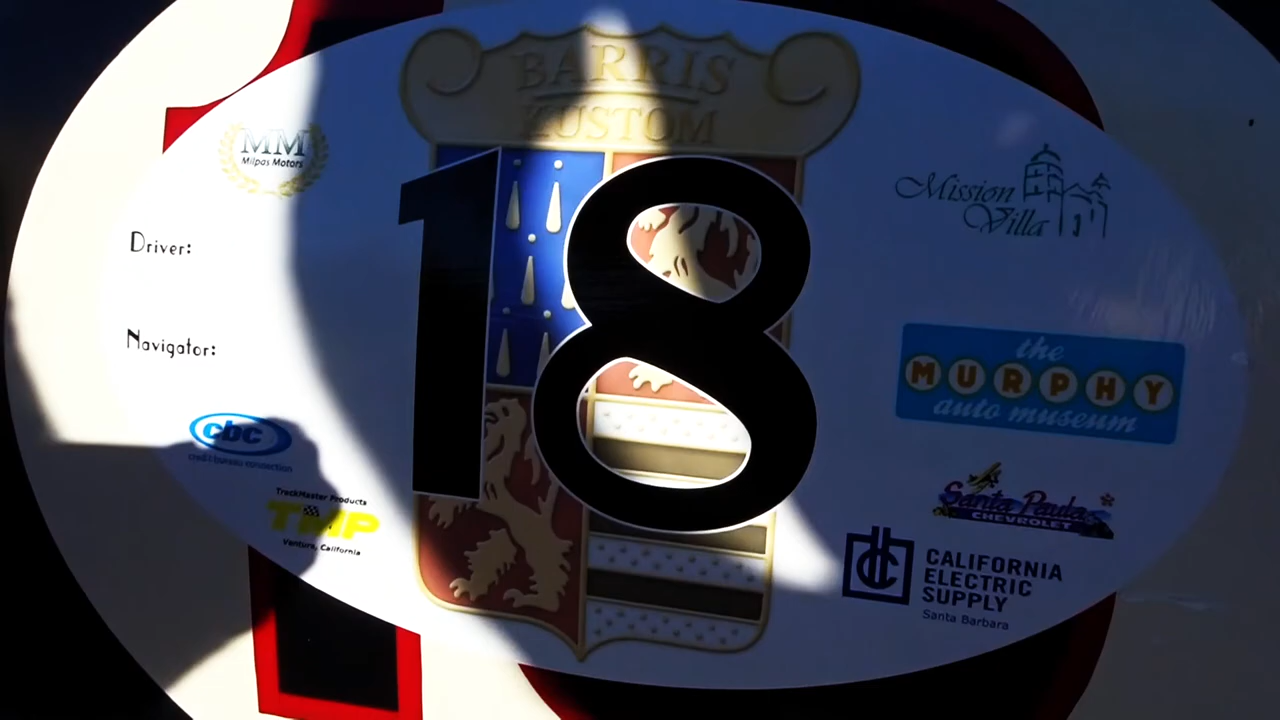 BARRIS
KUSTOM
MM
Milpas Motors
Driver:
Navigator:
cbc
credit bureau connection
TrackMaster Products
TMP
Ventura, California
18
Mission
Villa
the
MURPHY
auto museum
Santa Paula
CHEVROLET
CALIFORNIA
ELECTRIC
SUPPLY
Santa Barbara